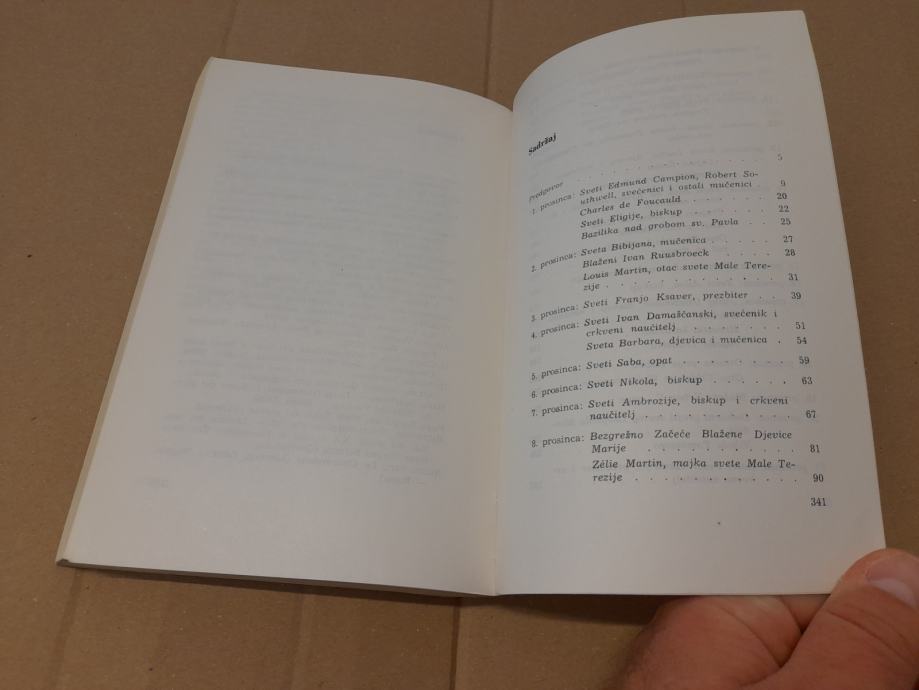 Sadržaj
Predgovor . . . . . . . . . . . 5
1. prosinca: Sveti Edmund Campion, Robert So-
uthwell, svećenici i ostali mučenici . 9
Charles de Foucauld . . . . . . . 20
Sveti Eligije, biskup . . . . . . . 22
Bazilika nad grobom sv. Pavla . . 25
2. prosinca: Sveta Bibijana, mučenica . . . . . 27
Blaženi Ivan Ruusbroeck . . . . . 28
Louis Martin, otac svete Male Tere-
zije . . . . . . . . . . . . 31
3. prosinca: Sveti Franjo Ksaver, prezbiter . . 39
4. prosinca: Sveti Ivan Damaščanski, svećenik i
crkveni naučitelj . . . . . . . 51
Sveta Barbara, djevica i mučenica . 54
5. prosinca: Sveti Saba, opat . . . . . . . 59
6. prosinca: Sveti Nikola, biskup . . . . . . 63
7. prosinca: Sveti Ambrozije, biskup i crkveni
naučitelj . . . . . . . . . . 67
8. prosinca: Bezgrešno Začeće Blažene Djevice
Marije . . . . . . . . . . 81
Zélie Martin, majka svete Male Te-
rezije . . . . . . . . . . . 90
341